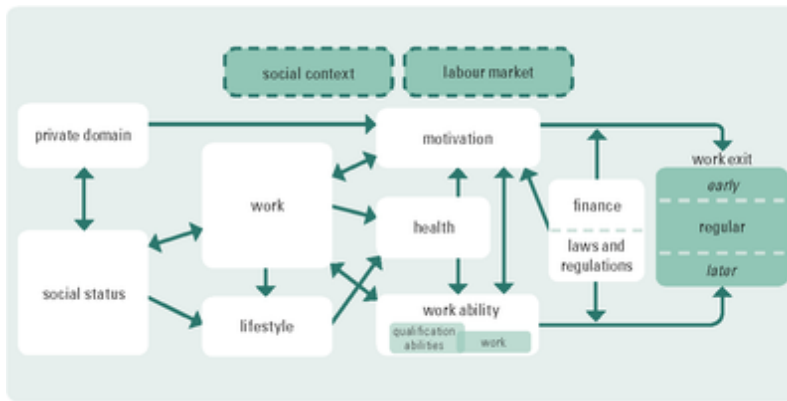 social context
labour market
private domain
motivation
work exit
early
work
finance
health
regular
laws and
regulations
social status
later
lifestyle
work ability
qualification
abilities
work